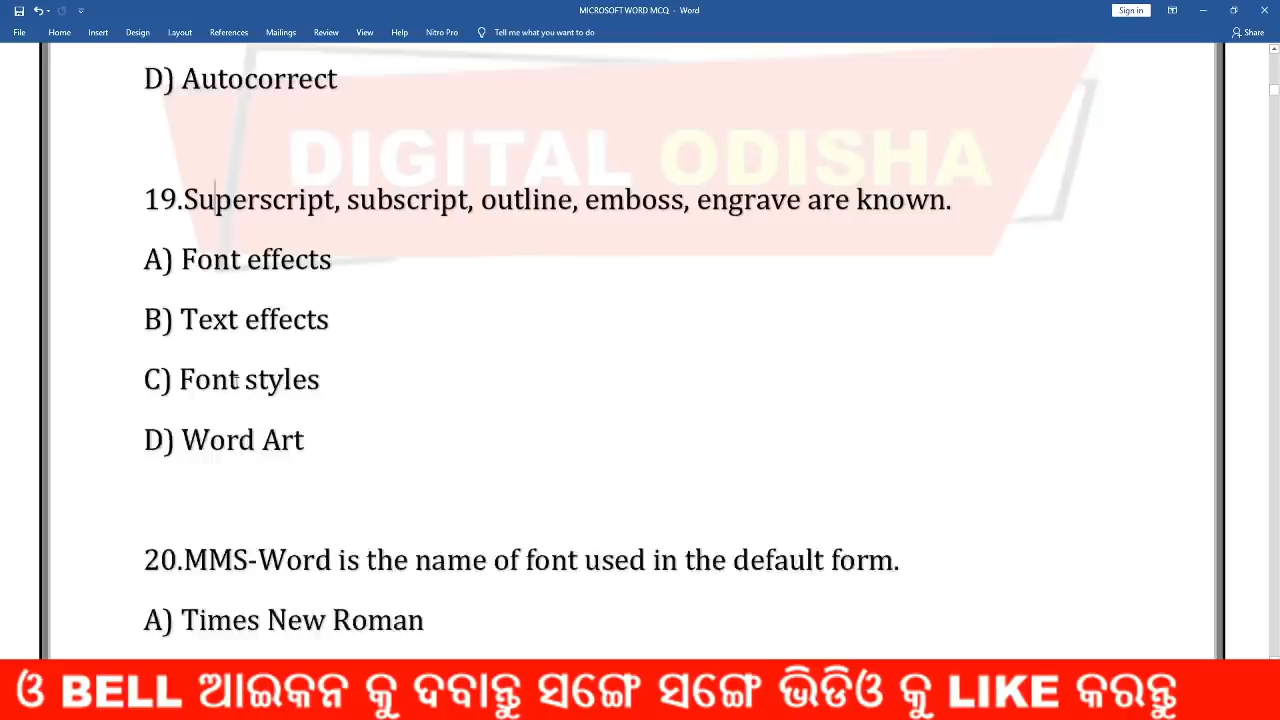 MICROSOFT WORD MCQ - Word
Sign in
File Home Insert Design Layout References Mailings Review View Help Nitro Pro Tell me what you want to do Share
D) Autocorrect
DIGITAL ODISHA
19.Superscript, subscript, outline, emboss, engrave are known.
A) Font effects
B) Text effects
C) Font styles
D) Word Art
20.MMS-Word is the name of font used in the default form.
A) Times New Roman
ଓ BELL ଆଇକନ କୁ ଦବାନ୍ତୁ ସଙ୍ଗେ ସଙ୍ଗେ ଭିଡିଓ କୁ LIKE କରନ୍ତୁ